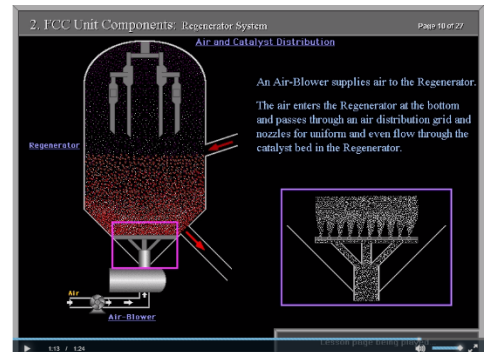 2. FCC Unit Components: Regenerator System
Page 10 of 27
Air and Catalyst Distribution
An Air-Blower supplies air to the Regenerator.
The air enters the Regenerator at the bottom
and passes through an air distribution grid and
nozzles for uniform and even flow through the
catalyst bed in the Regenerator.
Regenerator
Air
Air-Blower
Lesson page being played
1:13 / 1:24